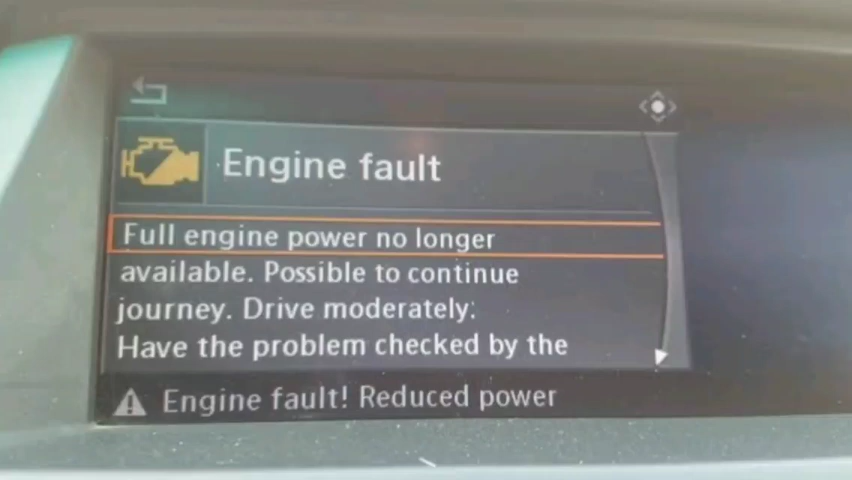 Engine fault
Full engine power no longer
available. Possible to continue
journey. Drive moderately.
Have the problem checked by the
Engine fault! Reduced power